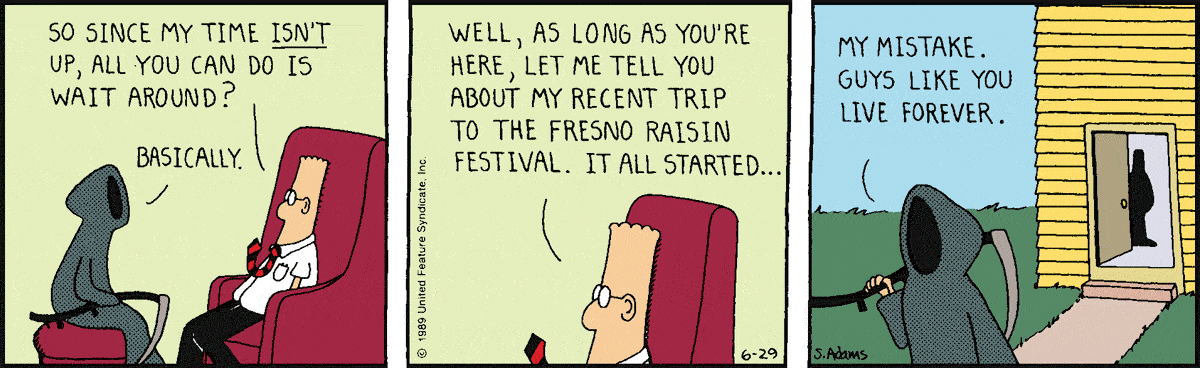 SO SINCE MY TIME ISN'T
UP, ALL YOU CAN DO IS
WAIT AROUND?
BASICALLY.
WELL, AS LONG AS YOU'RE
HERE, LET ME TELL YOU
ABOUT MY RECENT TRIP
TO THE FRESNO RAISIN
FESTIVAL. IT ALL STARTED...
© 1989 United Feature Syndicate, Inc.
6-29
MY MISTAKE.
GUYS LIKE YOU
LIVE FOREVER.
S. Adams